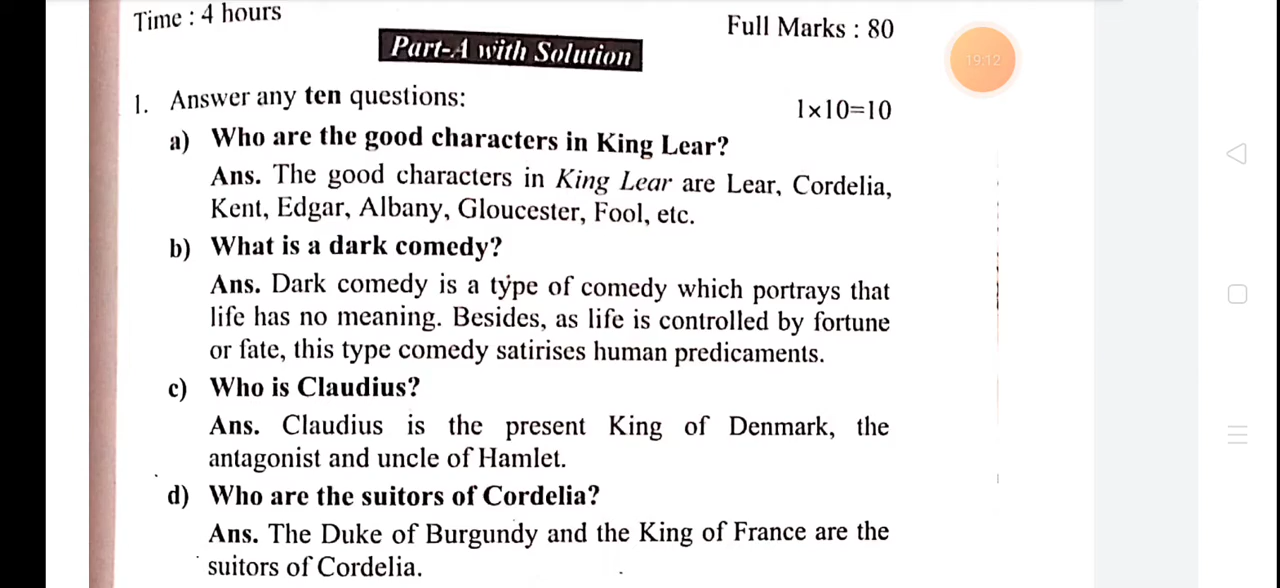 Time : 4 hours
Full Marks : 80
Part-A with Solution
19:12
1. Answer any ten questions:
1×10=10
a) Who are the good characters in King Lear?
Ans. The good characters in King Lear are Lear, Cordelia,
Kent, Edgar, Albany, Gloucester, Fool, etc.
b) What is a dark comedy?
Ans. Dark comedy is a type of comedy which portrays that
life has no meaning. Besides, as life is controlled by fortune
or fate, this type comedy satirises human predicaments.
c) Who is Claudius?
Ans. Claudius is the present King of Denmark, the
antagonist and uncle of Hamlet.
d) Who are the suitors of Cordelia?
Ans. The Duke of Burgundy and the King of France are the
suitors of Cordelia.